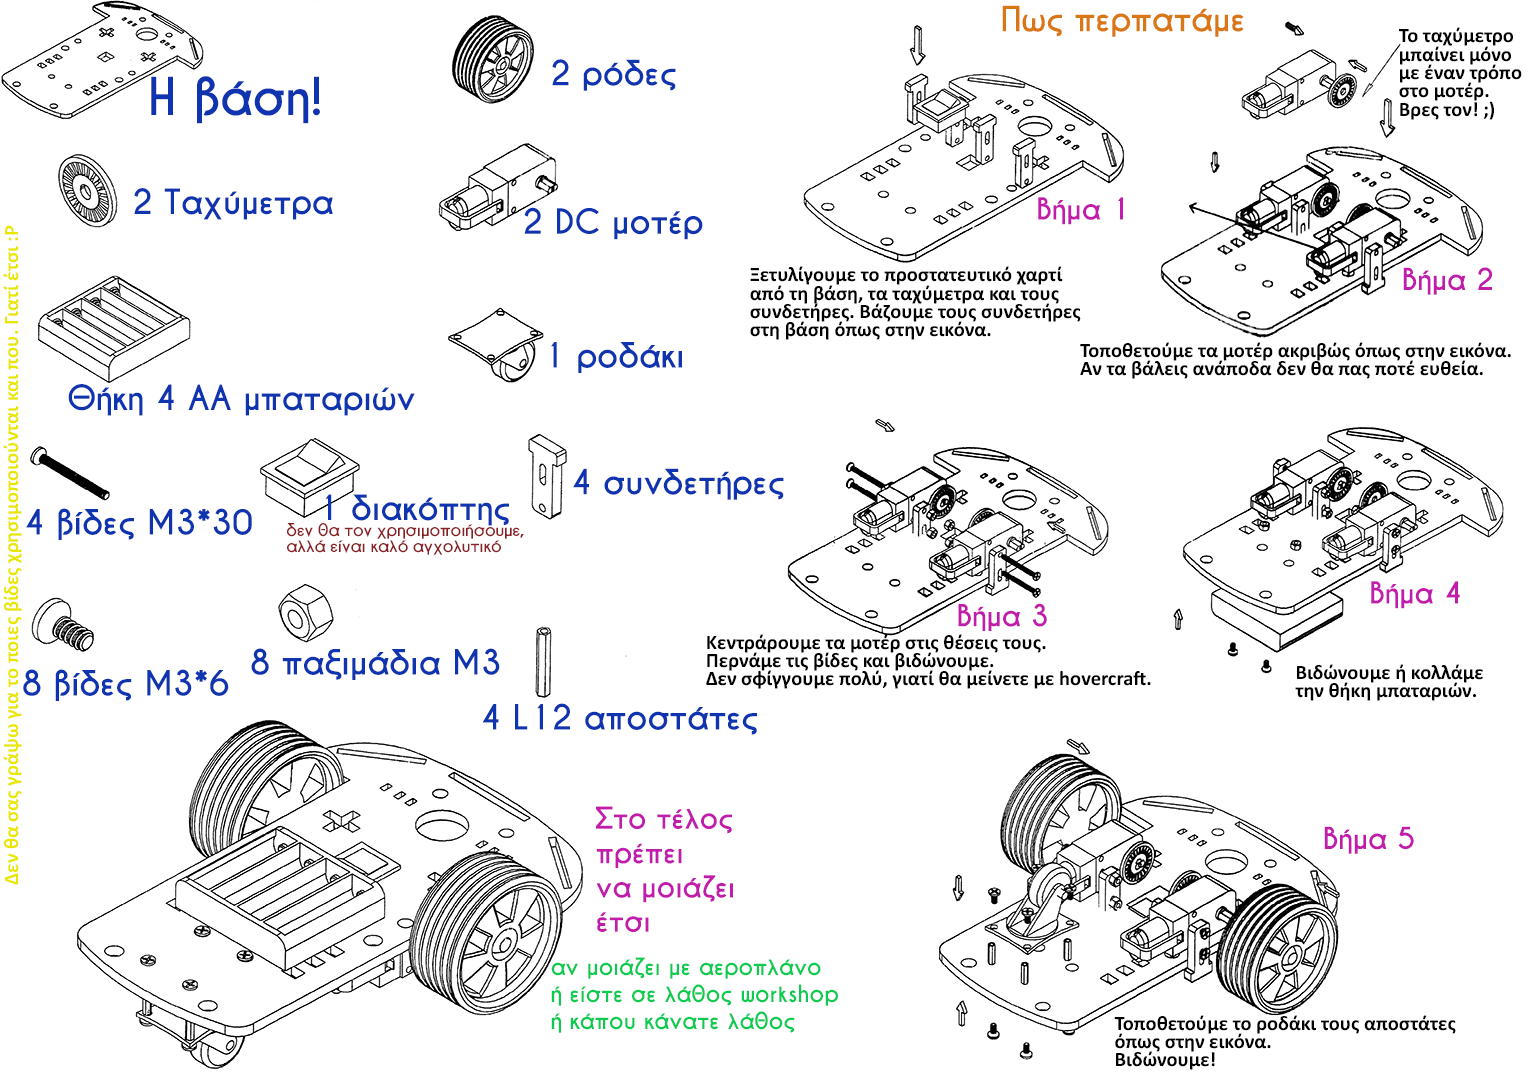 Η βάση!
2 ρόδες
2 Ταχύμετρα
2 DC μοτέρ
Θήκη 4 ΑΑ μπαταριών
1 ροδάκι
4 βίδες M3*30
1 διακόπτης
δεν θα τον χρησιμοποιήσουμε,
αλλά είναι καλό αγχολυτικό
4 συνδετήρες
8 βίδες M3*6
8 παξιμάδια M3
4 L12 αποστάτες
Δεν θα σας γράψω για το ποιες βίδες χρησιμοποιούνται και που. Γιατί έτσι :P
Στο τέλος
πρέπει
να μοιάζει
έτσι
αν μοιάζει με αεροπλάνο
ή είστε σε λάθος workshop
ή κάπου κάνατε λάθος
Πως περπατάμε
Βήμα 1
Ξετυλίγουμε το προστατευτικό χαρτί
από τη βάση, τα ταχύμετρα και τους
συνδετήρες. Βάζουμε τους συνδετήρες
στη βάση όπως στην εικόνα.
Το ταχύμετρο
μπαίνει μόνο
με έναν τρόπο
στο μοτέρ.
Βρες τον! ;)
Βήμα 2
Τοποθετούμε τα μοτέρ ακριβώς όπως στην εικόνα.
Αν τα βάλεις ανάποδα δεν θα πας ποτέ ευθεία.
Βήμα 3
Κεντράρουμε τα μοτέρ στις θέσεις τους.
Περνάμε τις βίδες και βιδώνουμε.
Δεν σφίγγουμε πολύ, γιατί θα μείνετε με hovercraft.
Βήμα 4
Βιδώνουμε ή κολλάμε
την θήκη μπαταριών.
Βήμα 5
Τοποθετούμε το ροδάκι τους αποστάτες
όπως στην εικόνα.
Βιδώνουμε!